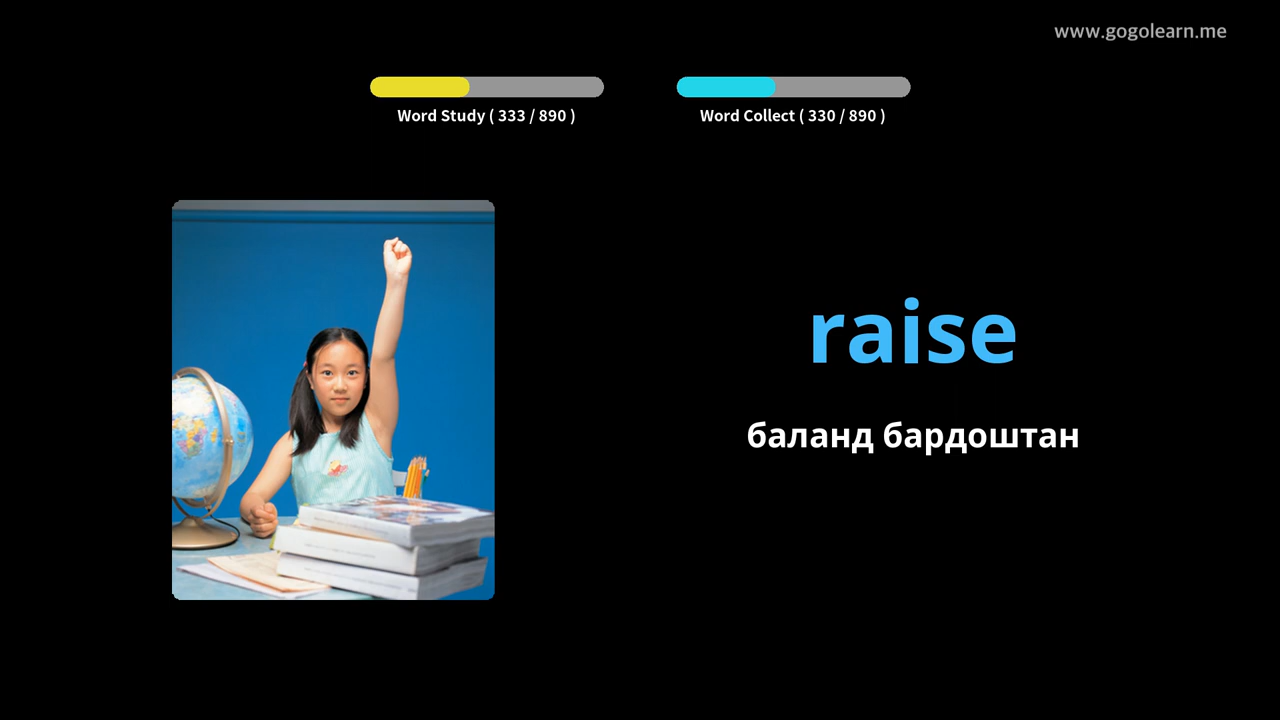 www.gogolearn.me
Word Study ( 333 / 890 )
Word Collect ( 330 / 890 )
raise
баланд бардоштан